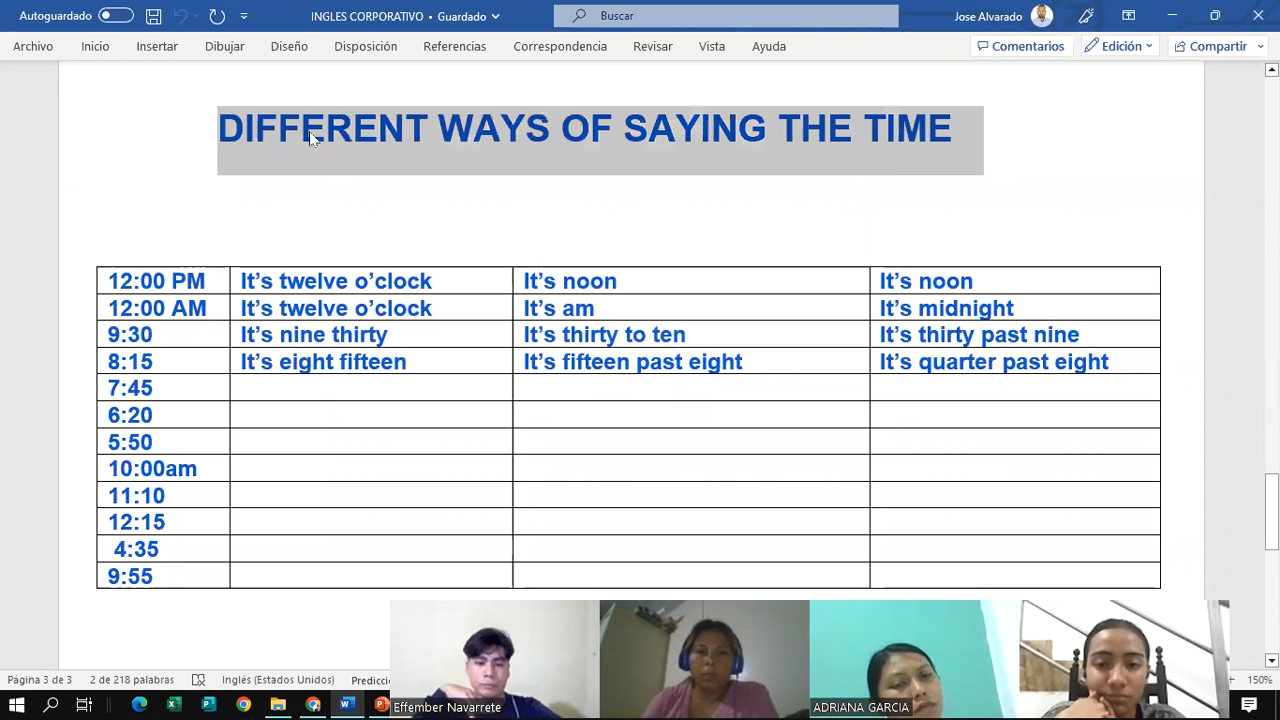 Autoguardado
INGLES CORPORATIVO • Guardado
Buscar
Jose Alvarado
Archivo Inicio Insertar Dibujar Diseño Disposición Referencias Correspondencia Revisar Vista Ayuda Comentarios Edición Compartir
DIFFERENT WAYS OF SAYING THE TIME
12:00 PM It’s twelve o’clock It’s noon It’s noon
12:00 AM It’s twelve o’clock It’s am It’s midnight
9:30 It’s nine thirty It’s thirty to ten It’s thirty past nine
8:15 It’s eight fifteen It’s fifteen past eight It’s quarter past eight
7:45
6:20
5:50
10:00am
11:10
12:15
4:35
9:55
Effember Navarrete
ADRIANA GARCIA
Página 3 de 3 2 de 218 palabras Inglés (Estados Unidos) Predicc 150%